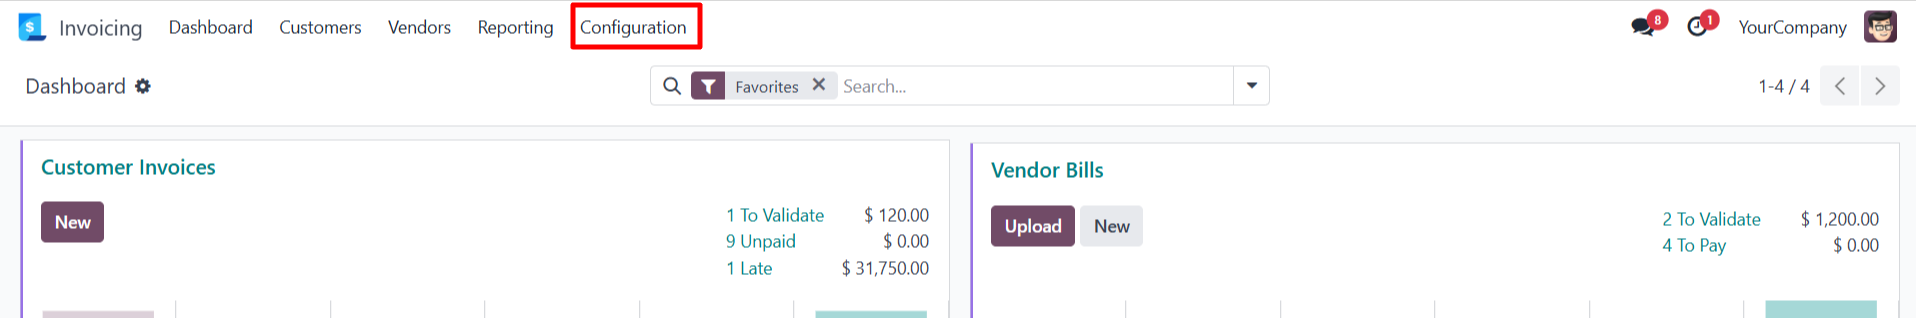 $ Invoicing Dashboard Customers Vendors Reporting Configuration 8 1 YourCompany
Dashboard Favorites Search... 1-4 / 4
Customer Invoices
New
1 To Validate $ 120.00
9 Unpaid $ 0.00
1 Late $ 31,750.00
Vendor Bills
Upload New
2 To Validate $ 1,200.00
4 To Pay $ 0.00